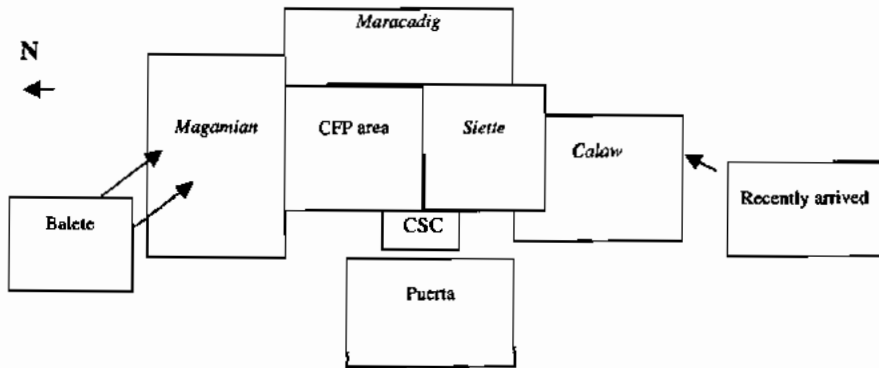 Maracadig
N
Magamian
CFP area
Siette
Calaw
Balete
Recently arrived
CSC
Puerta